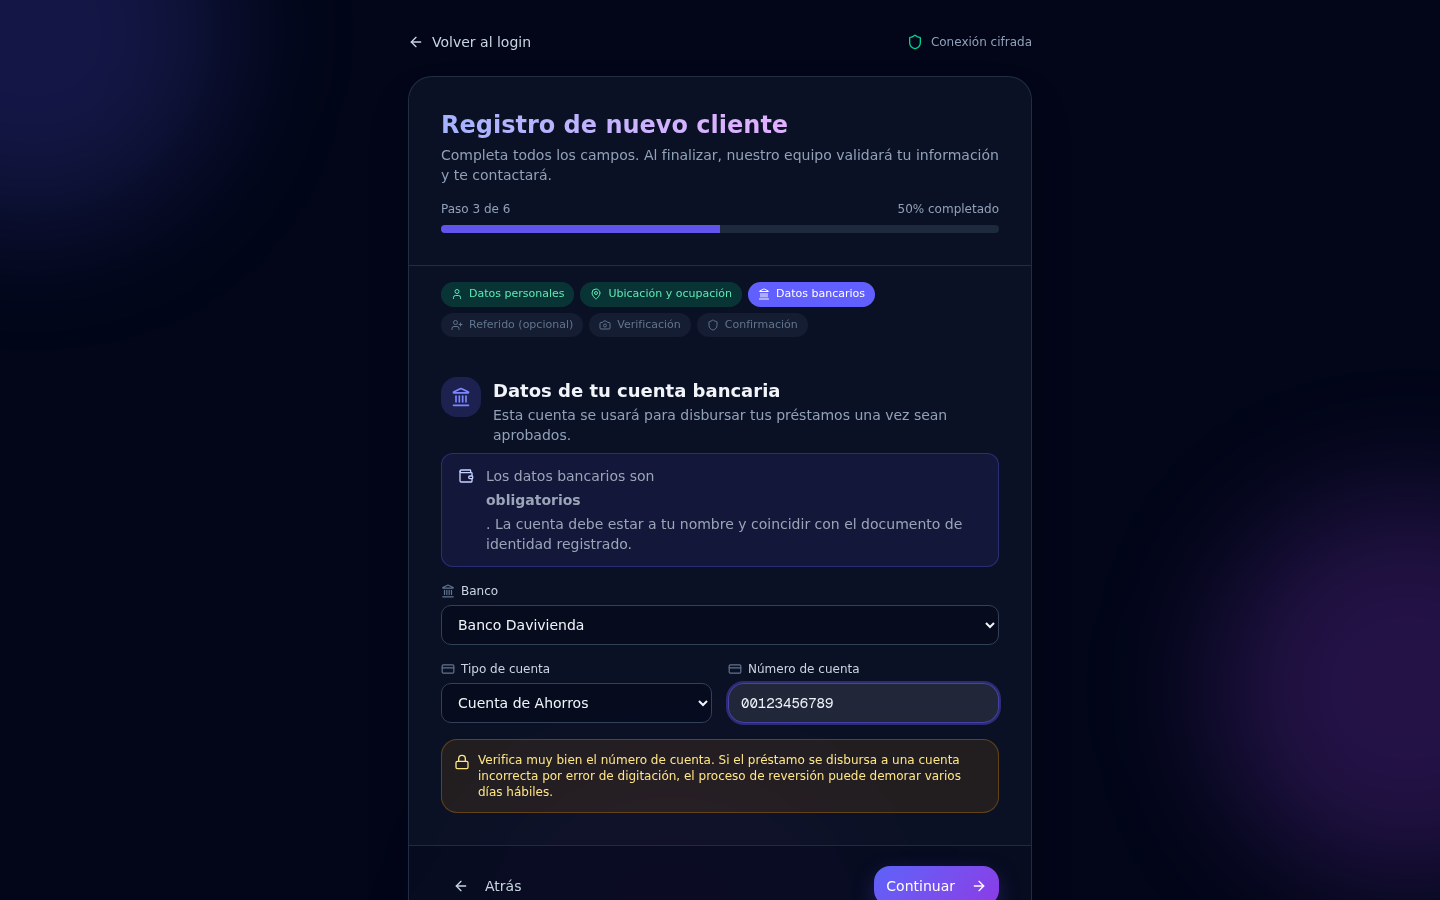 Volver al login
Conexión cifrada
Registro de nuevo cliente
Completa todos los campos. Al finalizar, nuestro equipo validará tu información
y te contactará.
Paso 3 de 6
50% completado
Datos personales
Ubicación y ocupación
Datos bancarios
Referido (opcional)
Verificación
Confirmación
Datos de tu cuenta bancaria
Esta cuenta se usará para disbursar tus préstamos una vez sean
aprobados.
Los datos bancarios son
obligatorios
. La cuenta debe estar a tu nombre y coincidir con el documento de
identidad registrado.
Banco
Banco Davivienda
Tipo de cuenta
Número de cuenta
Cuenta de Ahorros
00123456789
Verifica muy bien el número de cuenta. Si el préstamo se disbursa a una cuenta
incorrecta por error de digitación, el proceso de reversión puede demorar varios
días hábiles.
Atrás
Continuar